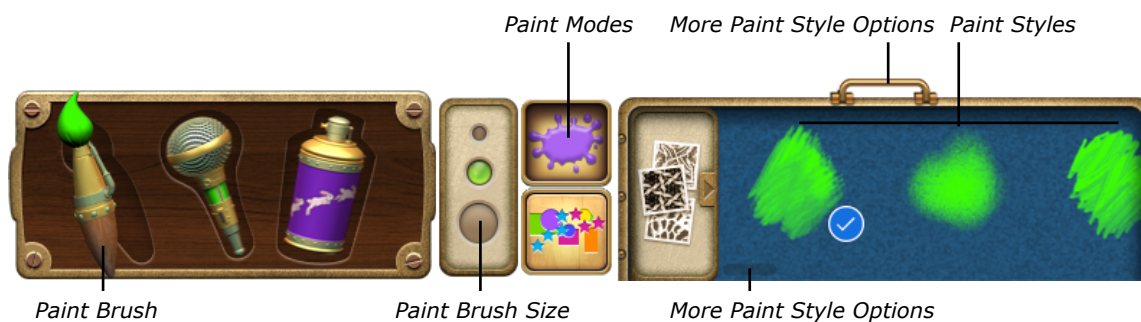 Paint Modes
More Paint Style Options
Paint Styles
Paint Brush
Paint Brush Size
More Paint Style Options